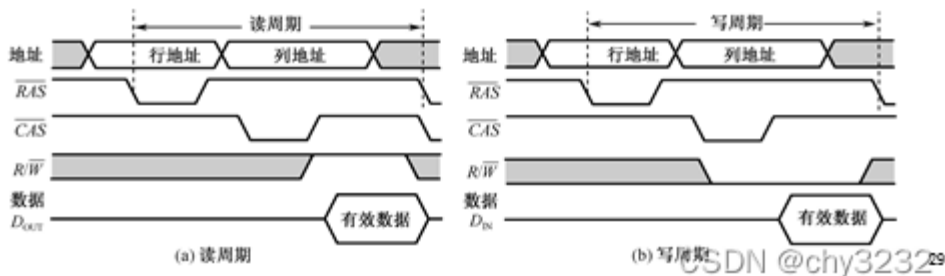 读周期
地址 行地址 列地址
RAS
CAS
R/W
数据
D_OUT 有效数据
(a) 读周期
写周期
地址 行地址 列地址
RAS
CAS
R/W
数据
D_IN 有效数据
(b) 写周期
CSDN @chy3232
29